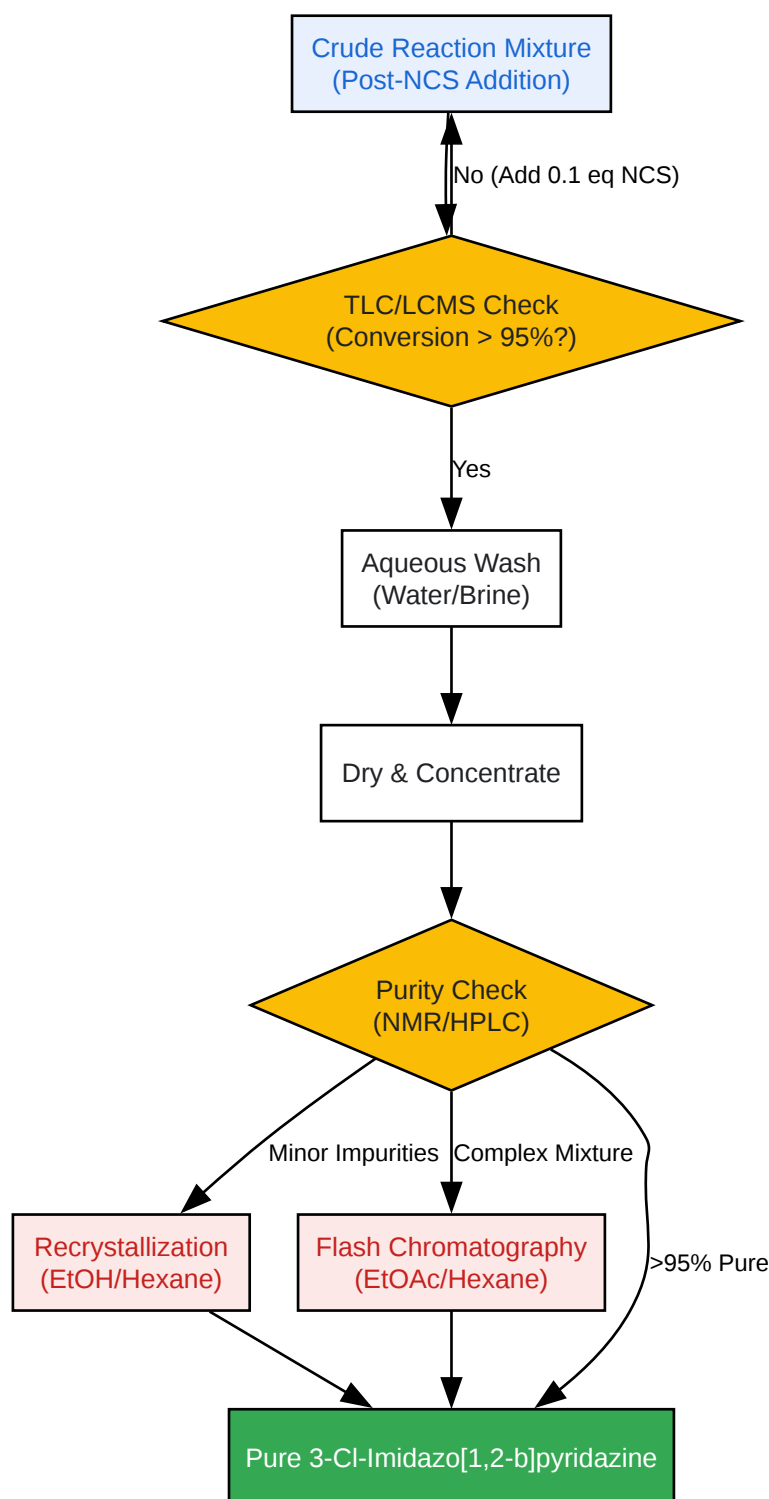 Crude Reaction Mixture
(Post-NCS Addition)
No (Add 0.1 eq NCS)
TLC/LCMS Check
(Conversion > 95%?)
Yes
Aqueous Wash
(Water/Brine)
Dry & Concentrate
Purity Check
(NMR/HPLC)
Minor Impurities
Complex Mixture
Recrystallization
(EtOH/Hexane)
Flash Chromatography
(EtOAc/Hexane)
>95% Pure
Pure 3-Cl-Imidazo[1,2-b]pyridazine